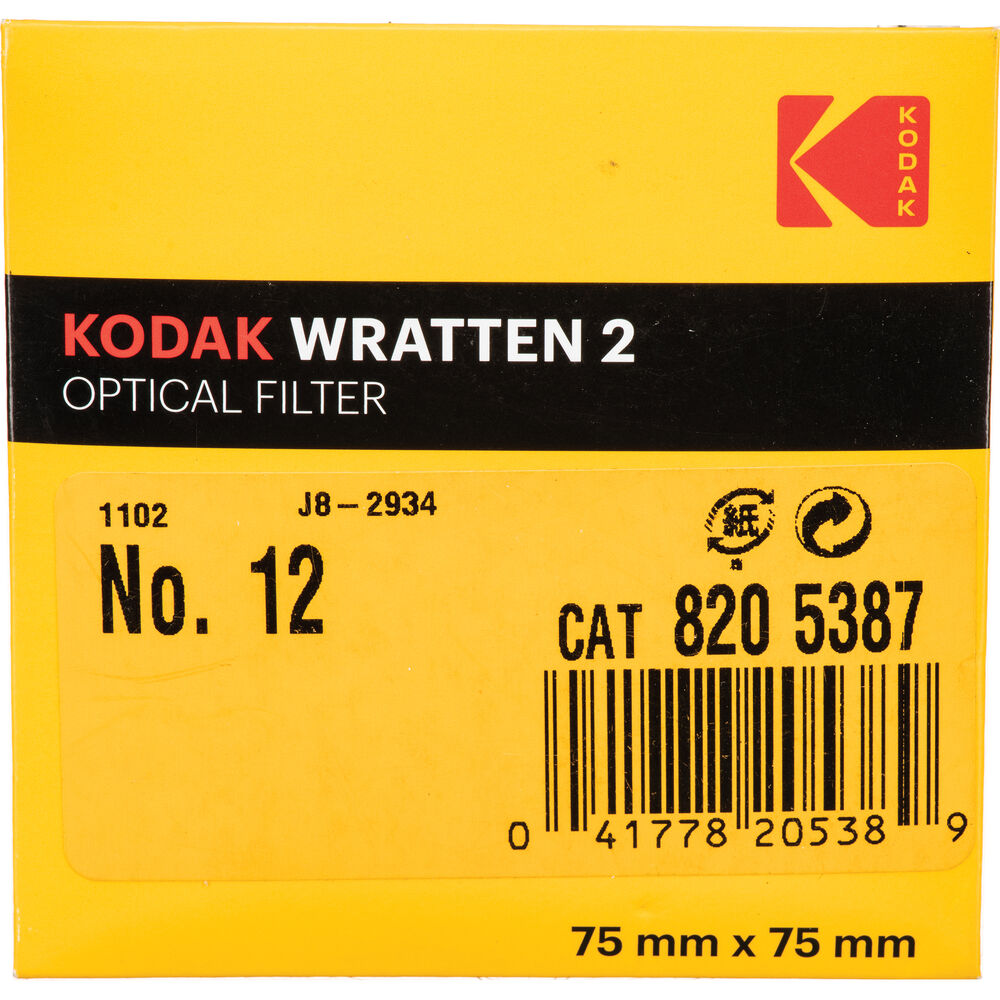 KODAK
KODAK WRATTEN 2
OPTICAL FILTER
1102 J8-2934
紙
No. 12
CAT 820 5387
0 41778 20538 9
75 mm x 75 mm